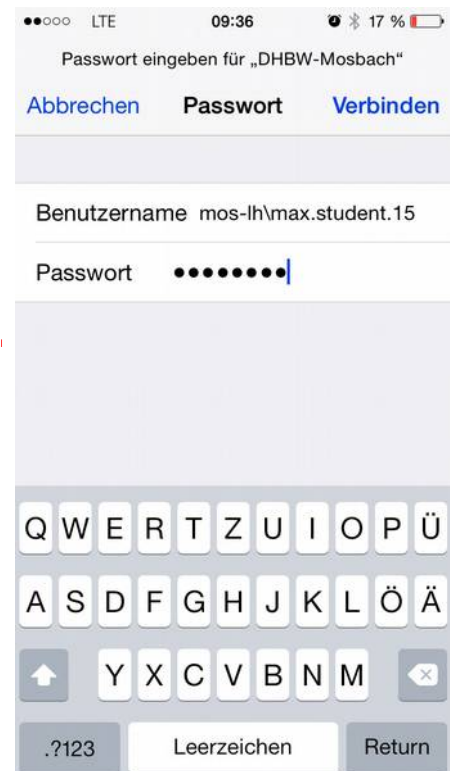 ●●○○○ LTE 09:36 17 %
Passwort eingeben für „DHBW-Mosbach“
Abbrechen Passwort Verbinden
Benutzername mos-lh\max.student.15
Passwort ●●●●●●●●
Q W E R T Z U I O P Ü
A S D F G H J K L Ö Ä
Y X C V B N M
.?123 Leerzeichen Return